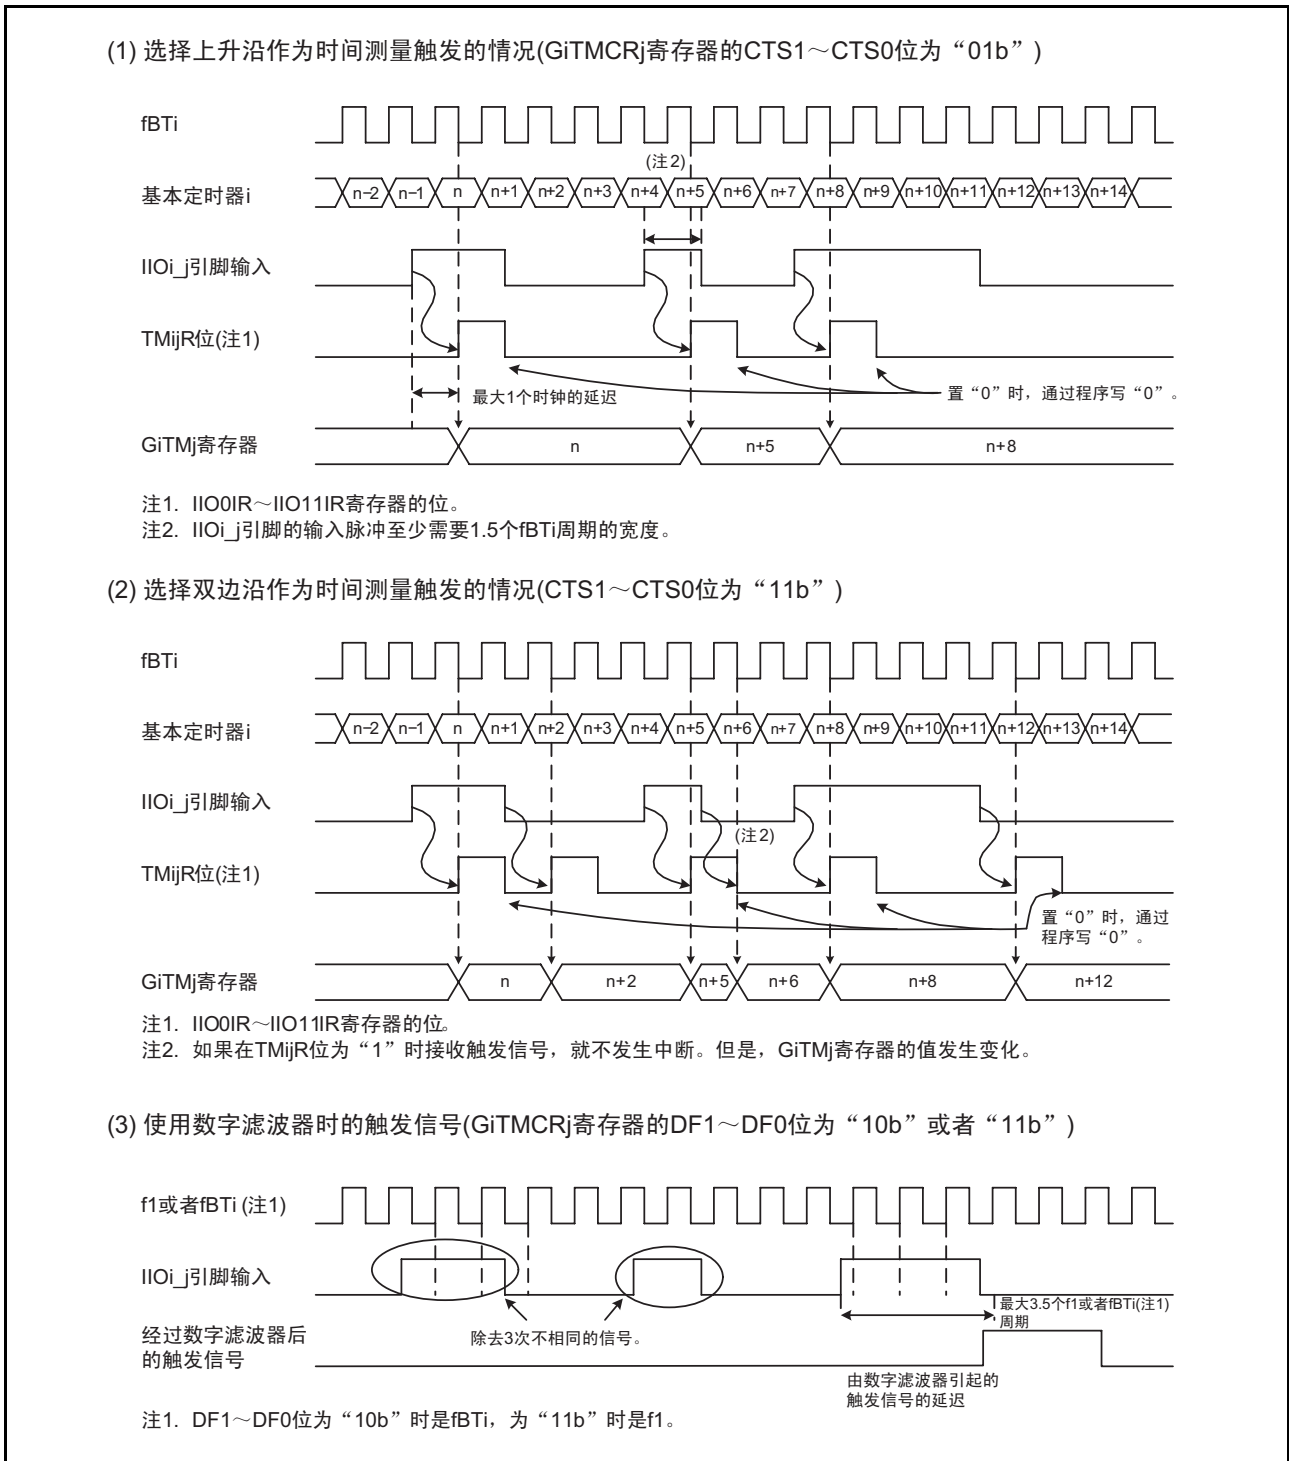 (1) 选择上升沿作为时间测量触发的情况(GiTMCRj寄存器的CTS1～CTS0位为“01b”)
fBTi
(注2)
基本定时器i
n−2 n−1 n n+1 n+2 n+3 n+4 n+5 n+6 n+7 n+8 n+9 n+10 n+11 n+12 n+13 n+14
IIOi_j引脚输入
TMijR位(注1)
最大1个时钟的延迟
置“0”时，通过程序写“0”。
GiTMj寄存器
n n+5 n+8
注1. IIO0IR～IIO11IR寄存器的位。
注2. IIOi_j引脚的输入脉冲至少需要1.5个fBTi周期的宽度。
(2) 选择双边沿作为时间测量触发的情况(CTS1～CTS0位为“11b”)
fBTi
基本定时器i
n−2 n−1 n n+1 n+2 n+3 n+4 n+5 n+6 n+7 n+8 n+9 n+10 n+11 n+12 n+13 n+14
IIOi_j引脚输入
(注2)
TMijR位(注1)
置“0”时，通过
程序写“0”。
GiTMj寄存器
n n+2 n+5 n+6 n+8 n+12
注1. IIO0IR～IIO11IR寄存器的位。
注2. 如果在TMijR位为“1”时接收触发信号，就不发生中断。但是，GiTMj寄存器的值发生变化。
(3) 使用数字滤波器时的触发信号(GiTMCRj寄存器的DF1～DF0位为“10b”或者“11b”)
f1或者fBTi (注1)
IIOi_j引脚输入
最大3.5个f1或者fBTi(注1)
周期
除去3次不相同的信号。
经过数字滤波器后
的触发信号
由数字滤波器引起的
触发信号的延迟
注1. DF1～DF0位为“10b”时是fBTi，为“11b”时是f1。